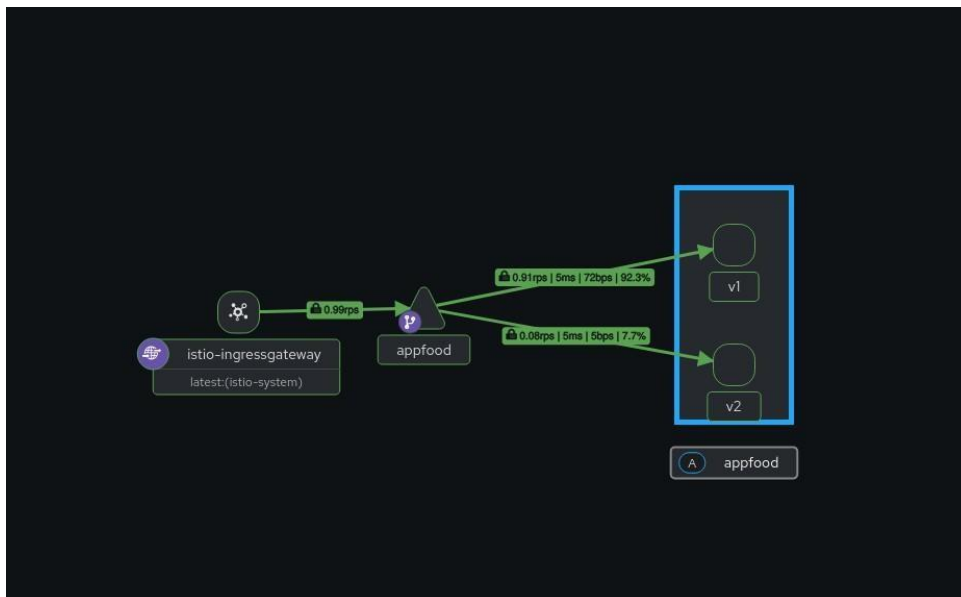 0.99rps
istio-ingressgateway
latest:(istio-system)
appfood
0.91rps | 5ms | 72bps | 92.3%
0.08rps | 5ms | 5bps | 7.7%
v1
v2
A appfood